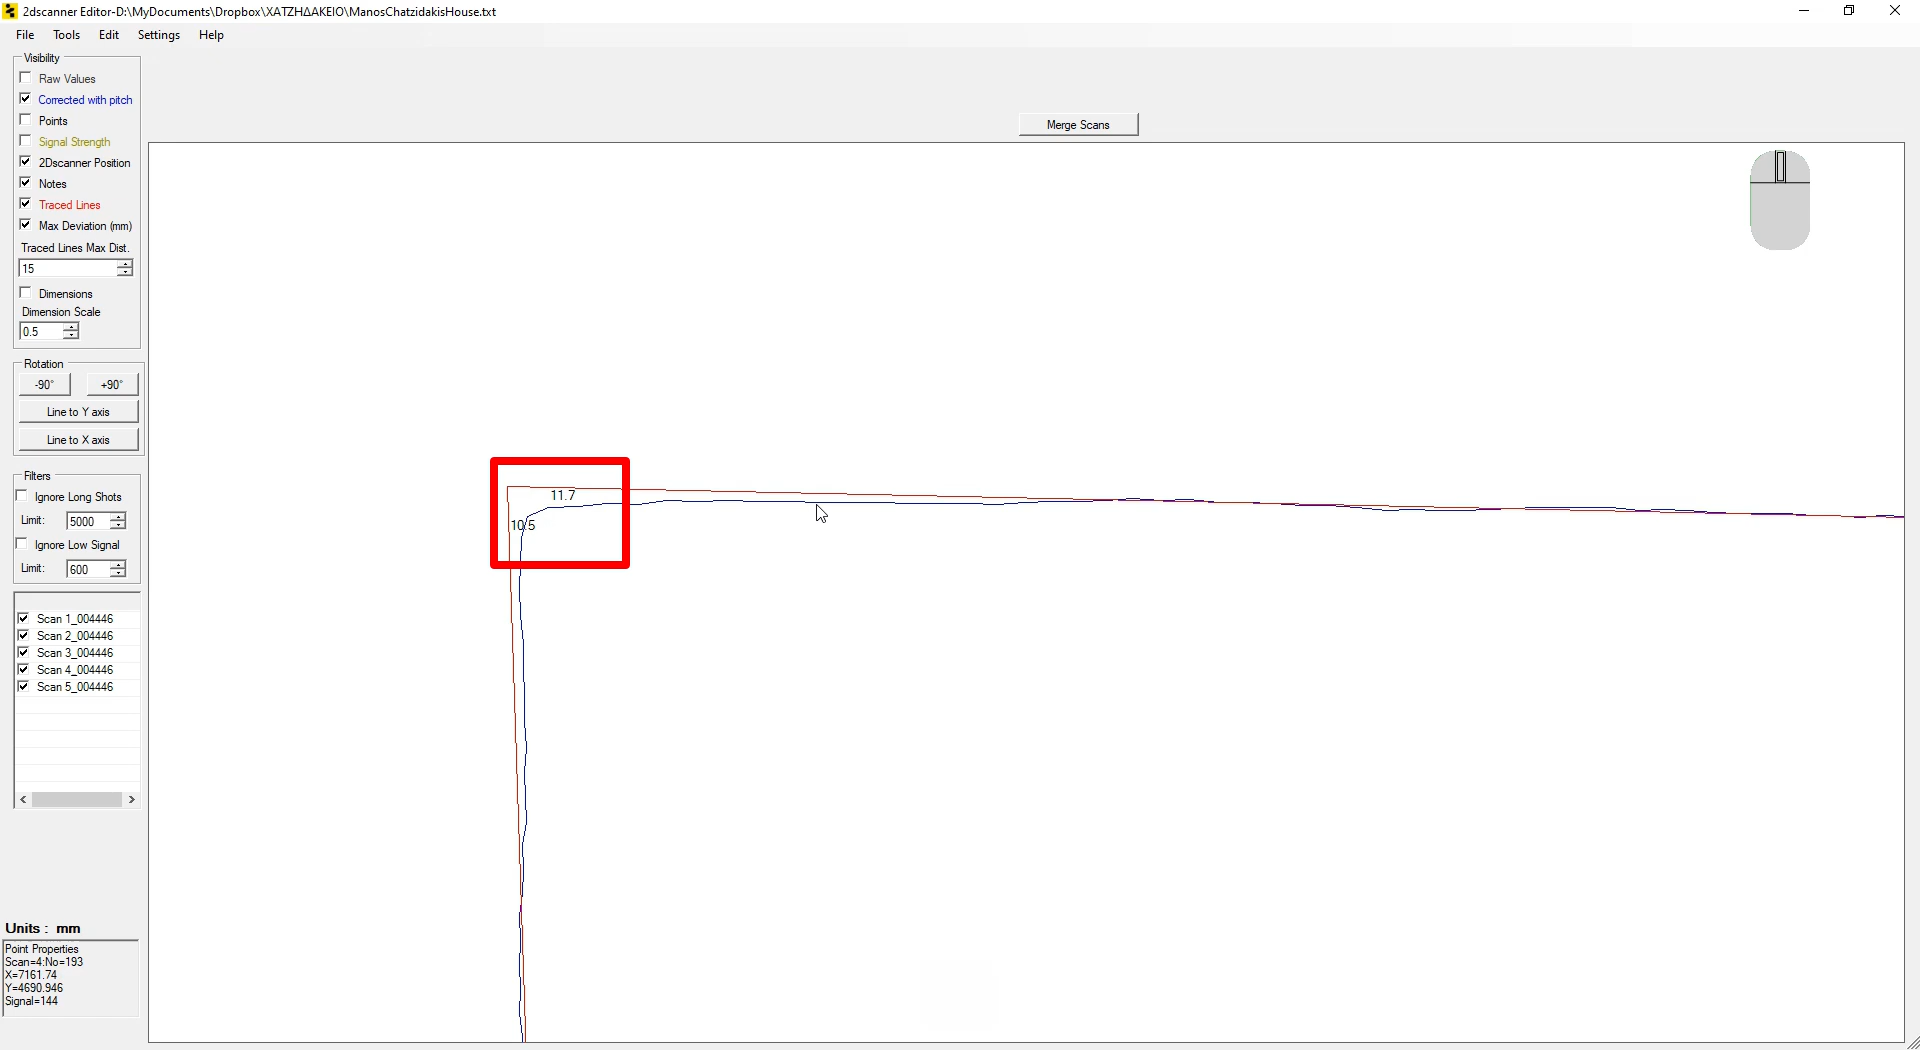 2dscanner Editor-D:\MyDocuments\Dropbox\ΧΑΤΖΗΔΑΚΕΙΟ\ManosChatzidakisHouse.txt
File Tools Edit Settings Help
Visibility
Raw Values
Corrected with pitch
Points
Signal Strength
2Dscanner Position
Notes
Traced Lines
Max Deviation (mm)
Traced Lines Max Dist.
15
Dimensions
Dimension Scale
0.5
Rotation
-90°
+90°
Line to Y axis
Line to X axis
Filters
Ignore Long Shots
Limit: 5000
Ignore Low Signal
Limit: 600
Scan 1_004446
Scan 2_004446
Scan 3_004446
Scan 4_004446
Scan 5_004446
Units : mm
Point Properties
Scan=4:No=193
X=7161.74
Y=4690.946
Signal=144
Merge Scans
11.7
10.5